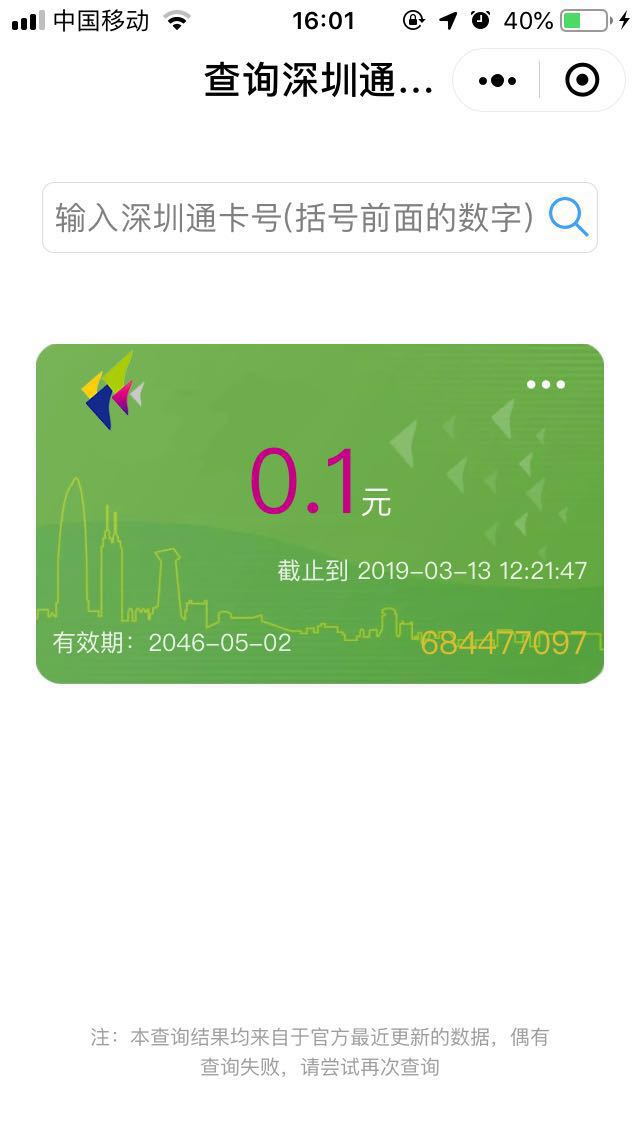 中国移动 16:01 40%
查询深圳通...
输入深圳通卡号(括号前面的数字)
0.1元
截止到 2019-03-13 12:21:47
有效期：2046-05-02 684477097
注：本查询结果均来自于官方最近更新的数据，偶有
查询失败，请尝试再次查询